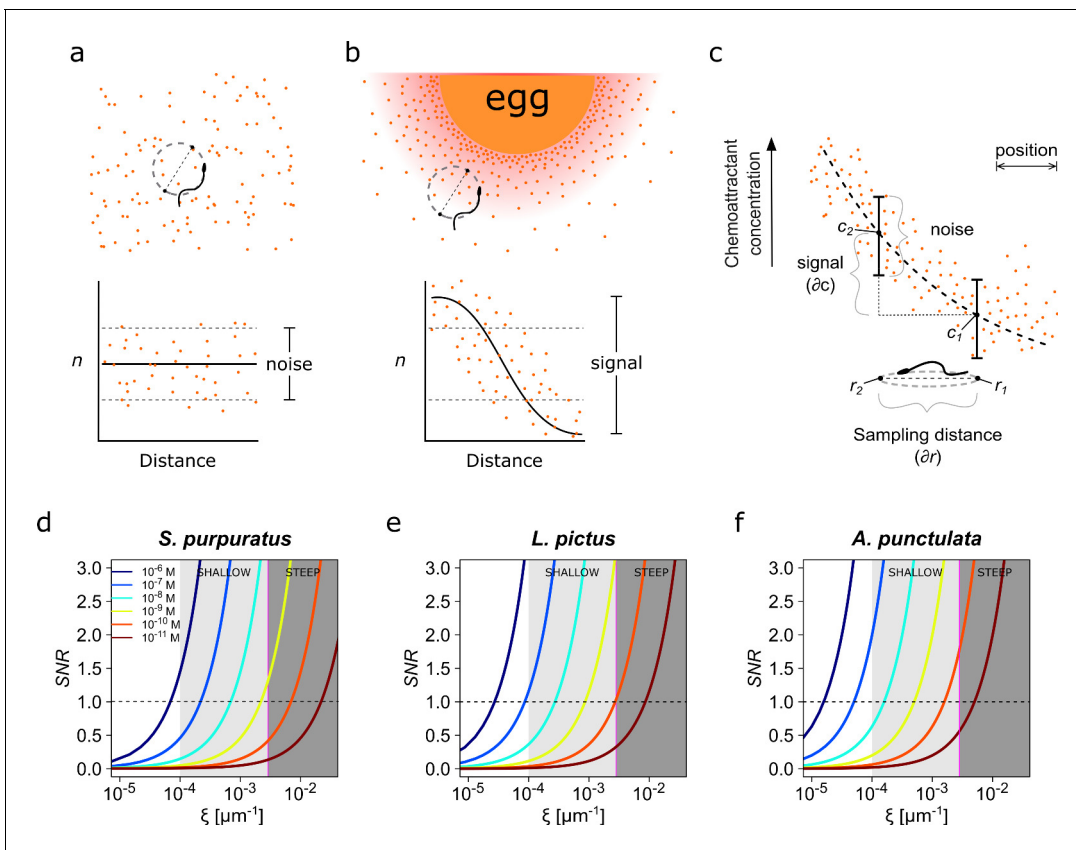 a
b
c
egg
position
Chemoattractant
concentration
c2
noise
signal
(∂c)
c1
r2
r1
Sampling distance
(∂r)
n
noise
Distance
n
signal
Distance
d
e
f
S. purpuratus
L. pictus
A. punctulata
SNR
3.0
2.5
2.0
1.5
1.0
0.5
0.0
10⁻⁶ M
10⁻⁷ M
10⁻⁸ M
10⁻⁹ M
10⁻¹⁰ M
10⁻¹¹ M
SHALLOW
STEEP
10⁻⁵ 10⁻⁴ 10⁻³ 10⁻²
ξ [µm⁻¹]
SNR
3.0
2.5
2.0
1.5
1.0
0.5
0.0
SHALLOW
STEEP
10⁻⁵ 10⁻⁴ 10⁻³ 10⁻²
ξ [µm⁻¹]
SNR
3.0
2.5
2.0
1.5
1.0
0.5
0.0
SHALLOW
STEEP
10⁻⁵ 10⁻⁴ 10⁻³ 10⁻²
ξ [µm⁻¹]